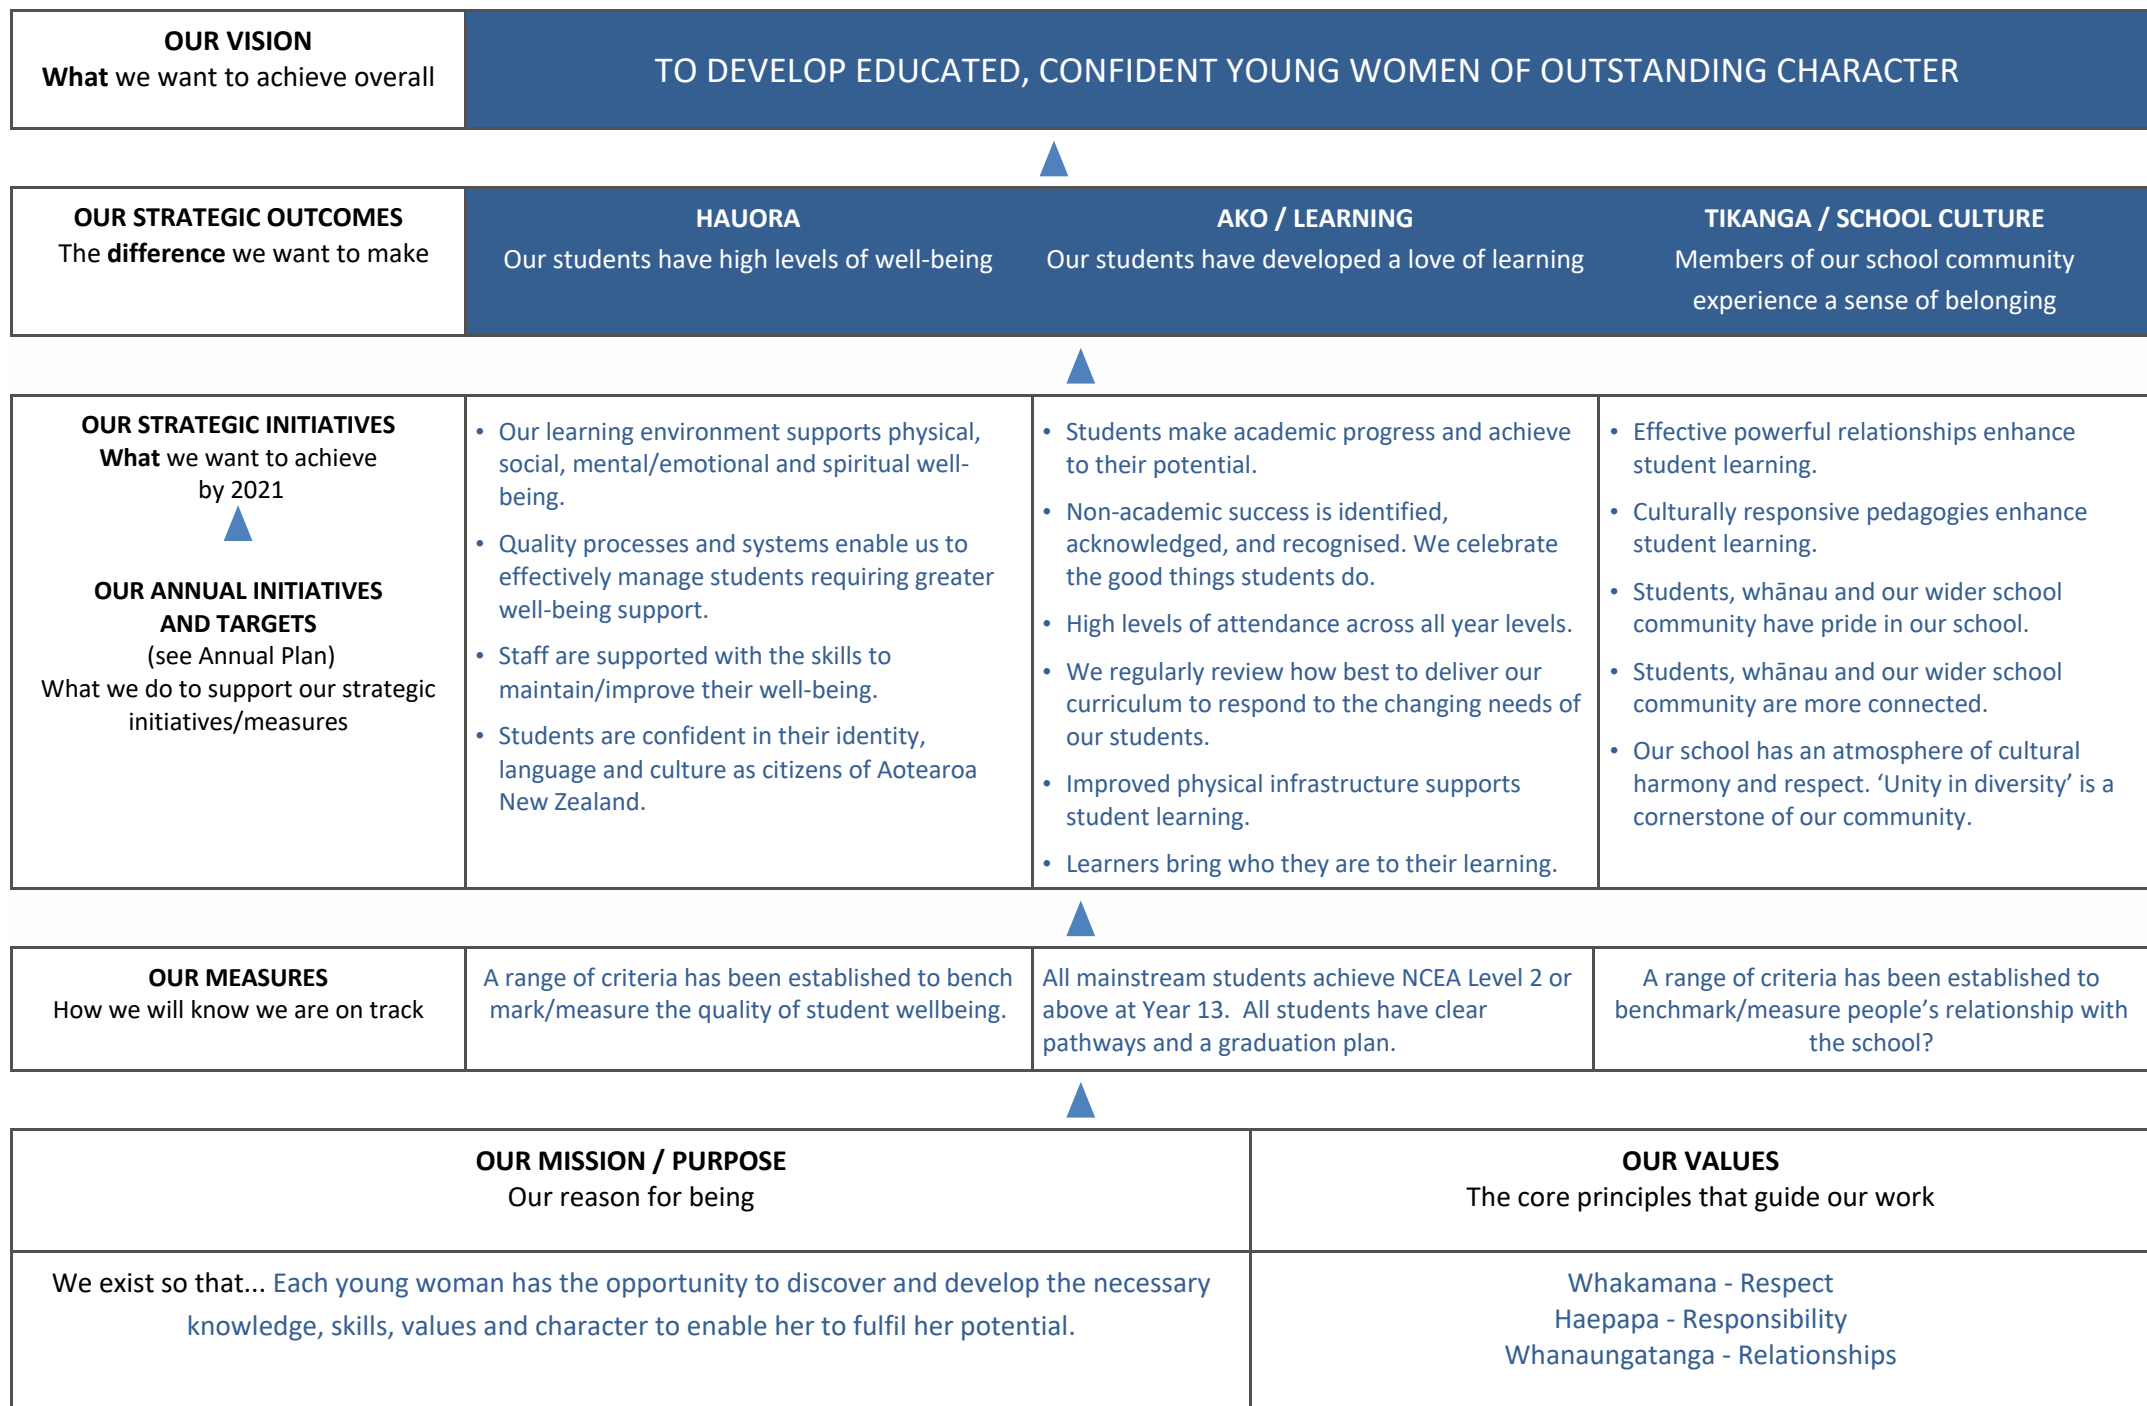 OUR VISION
What we want to achieve overall
TO DEVELOP EDUCATED, CONFIDENT YOUNG WOMEN OF OUTSTANDING CHARACTER
OUR STRATEGIC OUTCOMES
The difference we want to make
HAUORA
Our students have high levels of well-being
AKO / LEARNING
Our students have developed a love of learning
TIKANGA / SCHOOL CULTURE
Members of our school community
experience a sense of belonging
OUR STRATEGIC INITIATIVES
What we want to achieve
by 2021
OUR ANNUAL INITIATIVES
AND TARGETS
(see Annual Plan)
What we do to support our strategic
initiatives/measures
• Our learning environment supports physical,
social, mental/emotional and spiritual well-
being.
• Quality processes and systems enable us to
effectively manage students requiring greater
well-being support.
• Staff are supported with the skills to
maintain/improve their well-being.
• Students are confident in their identity,
language and culture as citizens of Aotearoa
New Zealand.
• Students make academic progress and achieve
to their potential.
• Non-academic success is identified,
acknowledged, and recognised. We celebrate
the good things students do.
• High levels of attendance across all year levels.
• We regularly review how best to deliver our
curriculum to respond to the changing needs of
our students.
• Improved physical infrastructure supports
student learning.
• Learners bring who they are to their learning.
• Effective powerful relationships enhance
student learning.
• Culturally responsive pedagogies enhance
student learning.
• Students, whānau and our wider school
community have pride in our school.
• Students, whānau and our wider school
community are more connected.
• Our school has an atmosphere of cultural
harmony and respect. ‘Unity in diversity’ is a
cornerstone of our community.
OUR MEASURES
How we will know we are on track
A range of criteria has been established to bench
mark/measure the quality of student wellbeing.
All mainstream students achieve NCEA Level 2 or
above at Year 13.  All students have clear
pathways and a graduation plan.
A range of criteria has been established to
benchmark/measure people’s relationship with
the school?
OUR MISSION / PURPOSE
Our reason for being
OUR VALUES
The core principles that guide our work
We exist so that... Each young woman has the opportunity to discover and develop the necessary
knowledge, skills, values and character to enable her to fulfil her potential.
Whakamana - Respect
Haepapa - Responsibility
Whanaungatanga - Relationships